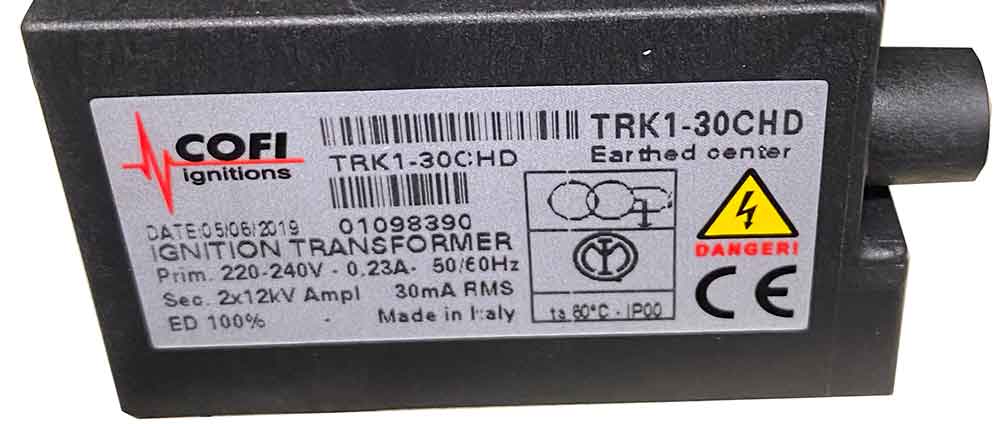 COFI
ignitions
TRK1-30CHD
TRK1-30CHD
Earthed center
01098390
DATE:05/06/2019
IGNITION TRANSFORMER
Prim. 220-240V - 0.23A- 50/60Hz
Sec. 2x12kV Ampl 30mA RMS
ED 100% - Made in Italy
ta 60°C - IP00
DANGER!
CE